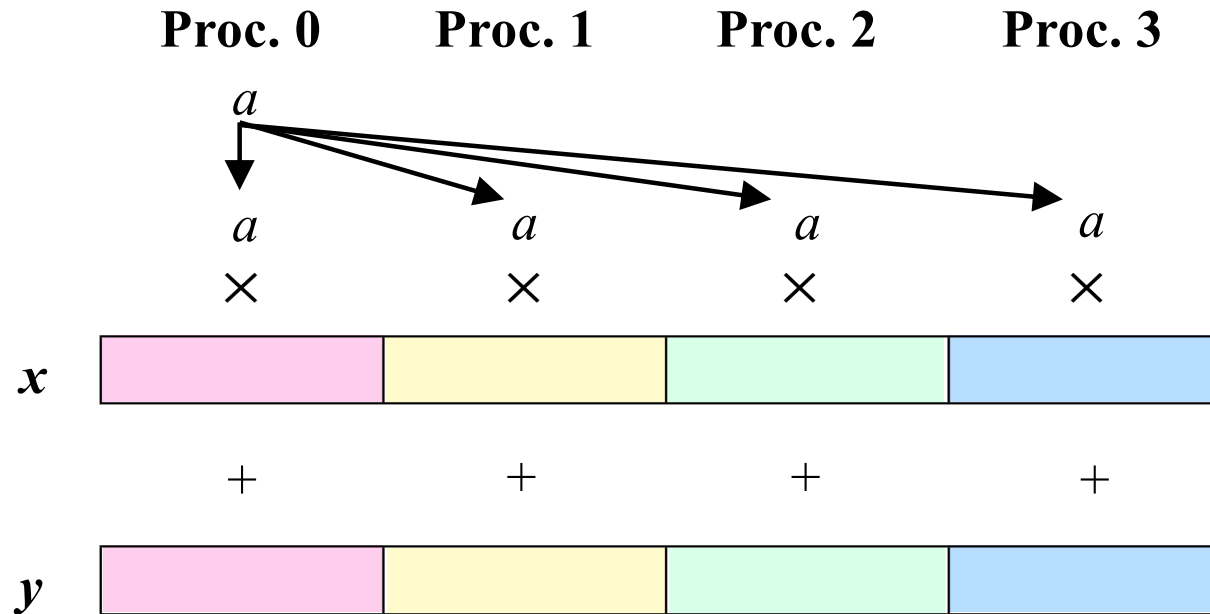 Proc. 0 Proc. 1 Proc. 2 Proc. 3
a
a a a a
× × × ×
x
+ + + +
y